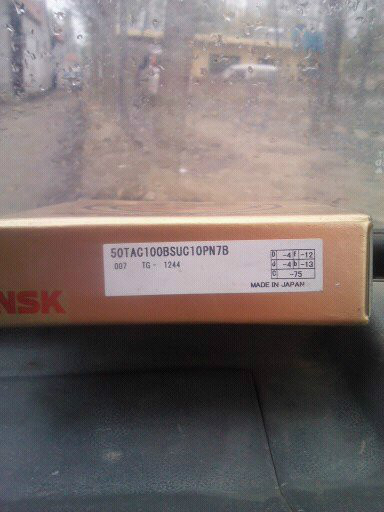 50TAC100BSUC10PN7B
007 TG - 1244
D -4 f -12
d -4 b -13
C -75
MADE IN JAPAN
NSK